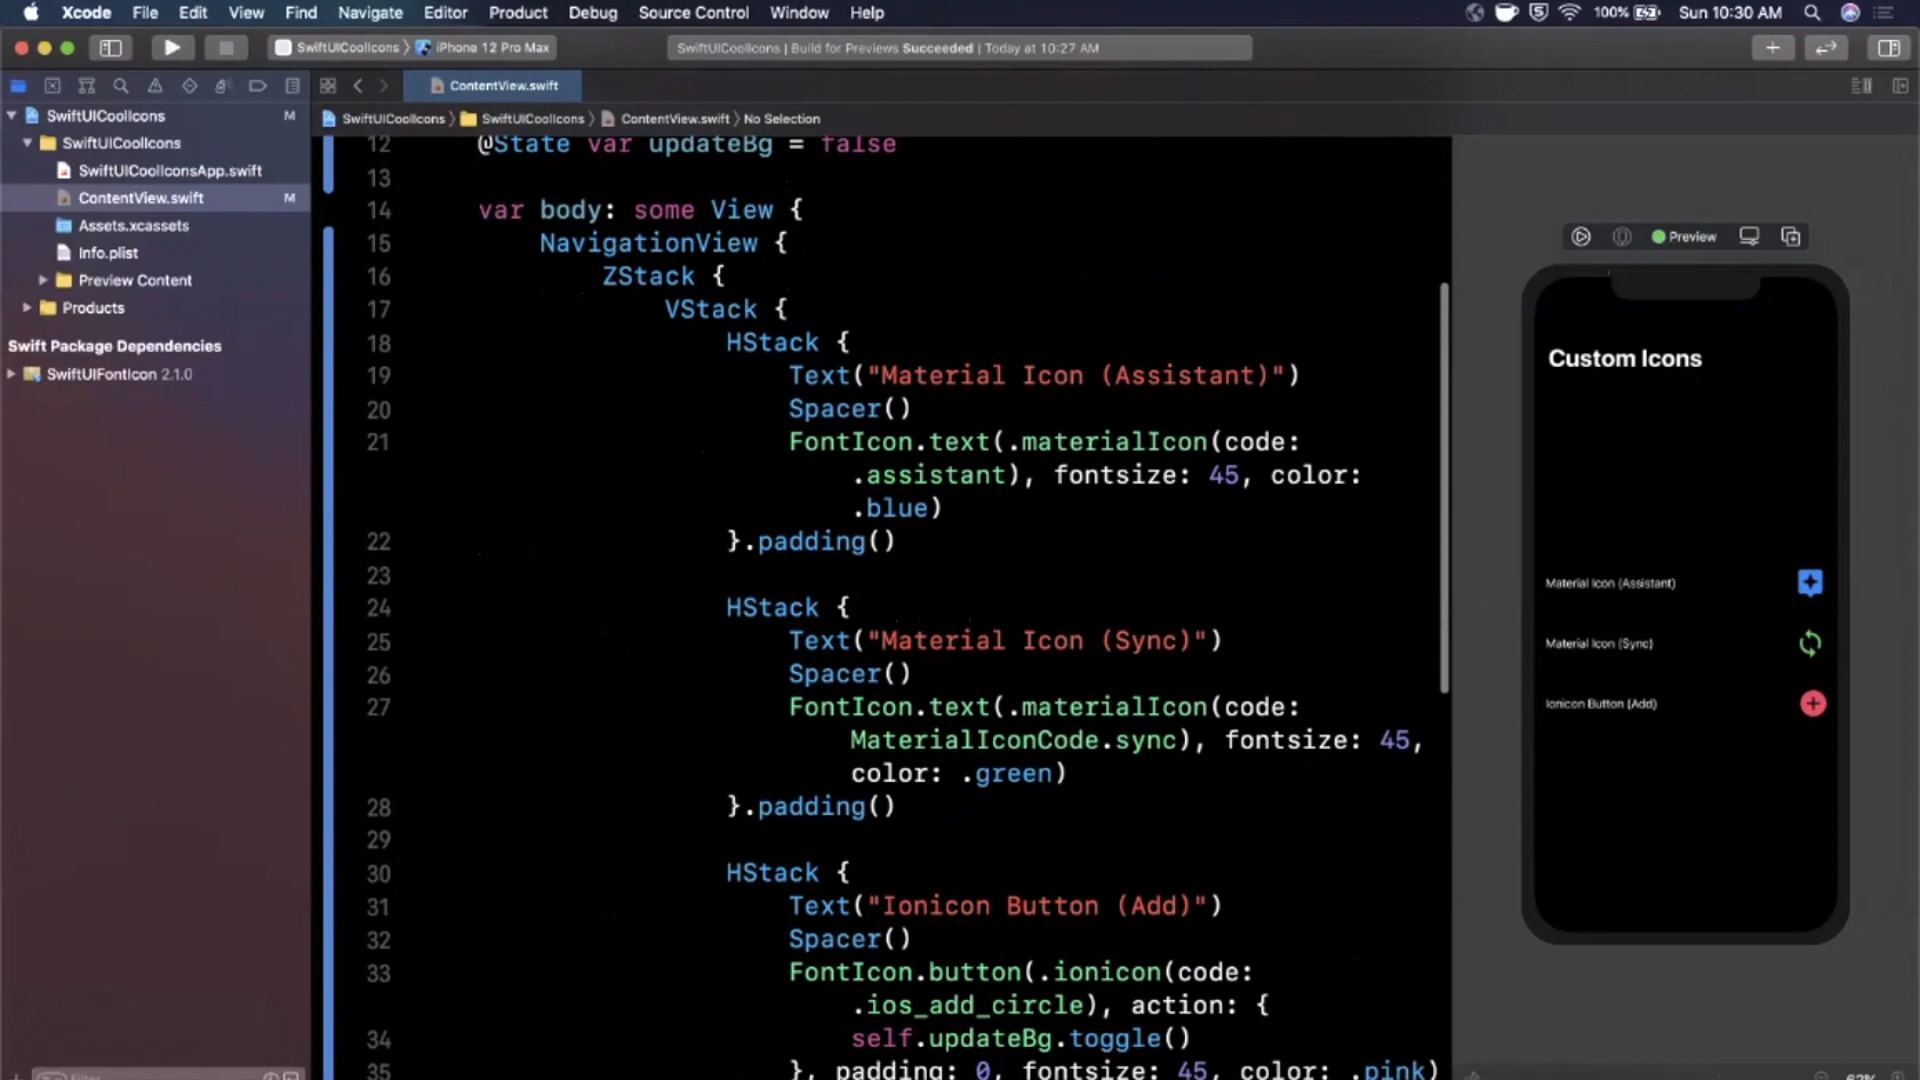 Xcode File Edit View Find Navigate Editor Product Debug Source Control Window Help
100% Sun 10:30 AM
SwiftUICoolIcons iPhone 12 Pro Max
SwiftUICoolIcons | Build for Previews Succeeded | Today at 10:27 AM
ContentView.swift
SwiftUICoolIcons M
SwiftUICoolIcons
SwiftUICoolIconsApp.swift
ContentView.swift M
Assets.xcassets
Info.plist
Preview Content
Products
Swift Package Dependencies
SwiftUIFontIcon 2.1.0
SwiftUICoolIcons SwiftUICoolIcons ContentView.swift No Selection
12 @State var updateBg = false
13
14 var body: some View {
15 NavigationView {
16 ZStack {
17 VStack {
18 HStack {
19 Text("Material Icon (Assistant)")
20 Spacer()
21 FontIcon.text(.materialIcon(code:
.assistant), fontsize: 45, color:
.blue)
22 }.padding()
23
24 HStack {
25 Text("Material Icon (Sync)")
26 Spacer()
27 FontIcon.text(.materialIcon(code:
MaterialIconCode.sync), fontsize: 45,
color: .green)
28 }.padding()
29
30 HStack {
31 Text("Ionicon Button (Add)")
32 Spacer()
33 FontIcon.button(.ionicon(code:
.ios_add_circle), action: {
34 self.updateBg.toggle()
35 }, padding: 0, fontsize: 45, color: .pink)
Preview
Custom Icons
Material Icon (Assistant)
Material Icon (Sync)
Ionicon Button (Add)